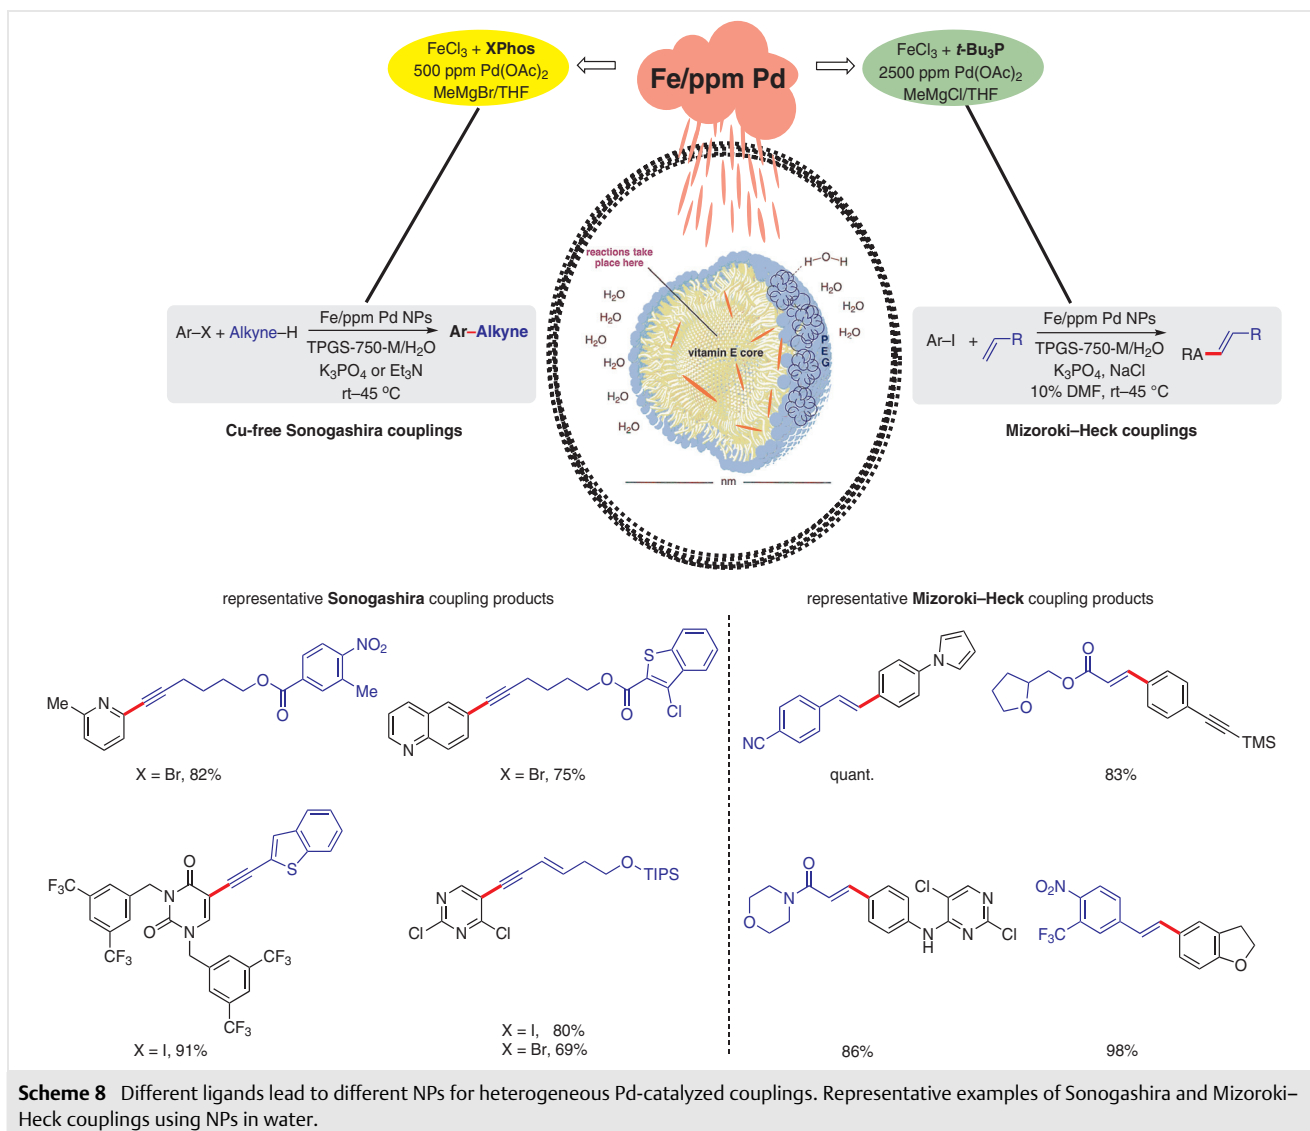 FeCl3 + XPhos
500 ppm Pd(OAc)2
MeMgBr/THF
Fe/ppm Pd
FeCl3 + t-Bu3P
2500 ppm Pd(OAc)2
MeMgCl/THF
reactions take
place here
H–O–H
H2O
H2O
H2O
H2O
H2O
H2O
H2O
H2O
H2O
vitamin E core
PEG
nm
Ar–X + Alkyne–H
Fe/ppm Pd NPs
TPGS-750-M/H2O
K3PO4 or Et3N
rt–45 ºC
Ar–Alkyne
Cu-free Sonogashira couplings
Ar–I + R
Fe/ppm Pd NPs
TPGS-750-M/H2O
K3PO4, NaCl
10% DMF, rt–45 °C
RA R
Mizoroki–Heck couplings
representative Sonogashira coupling products
representative Mizoroki–Heck coupling products
Me N O O NO2 Me
X = Br, 82%
N O O S Cl
X = Br, 75%
NC N
quant.
O O O TMS
83%
F3C CF3 N O O N S CF3 CF3
X = I, 91%
N N Cl Cl OTIPS
X = I, 80%
X = Br, 69%
O N O N H Cl N N Cl
86%
NO2 F3C O
98%
Scheme 8 Different ligands lead to different NPs for heterogeneous Pd-catalyzed couplings. Representative examples of Sonogashira and Mizoroki–
Heck couplings using NPs in water.